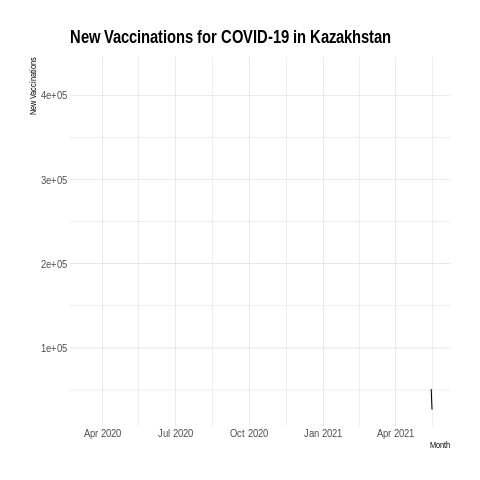 New Vaccinations for COVID-19 in Kazakhstan
New Vaccinations
4e+05
3e+05
2e+05
1e+05
Apr 2020 Jul 2020 Oct 2020 Jan 2021 Apr 2021
Month